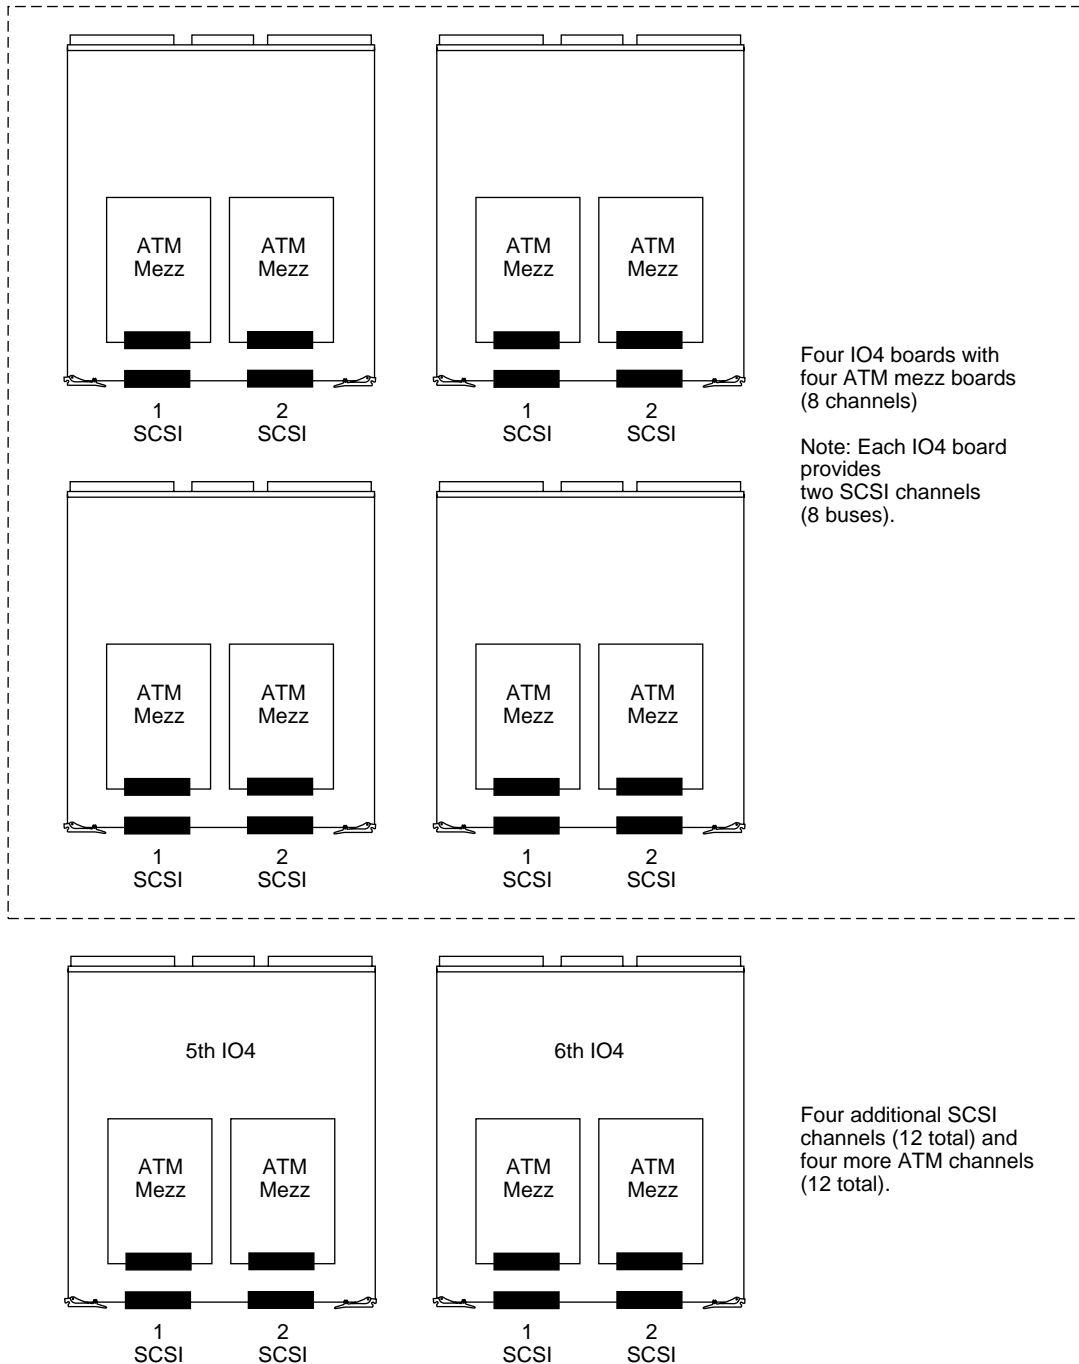 ATM
Mezz
ATM
Mezz
1
SCSI
2
SCSI
ATM
Mezz
ATM
Mezz
1
SCSI
2
SCSI
Four IO4 boards with
four ATM mezz boards
(8 channels)
Note: Each IO4 board
provides
two SCSI channels
(8 buses).
ATM
Mezz
ATM
Mezz
1
SCSI
2
SCSI
ATM
Mezz
ATM
Mezz
1
SCSI
2
SCSI
5th IO4
ATM
Mezz
ATM
Mezz
1
SCSI
2
SCSI
6th IO4
ATM
Mezz
ATM
Mezz
1
SCSI
2
SCSI
Four additional SCSI
channels (12 total) and
four more ATM channels
(12 total).